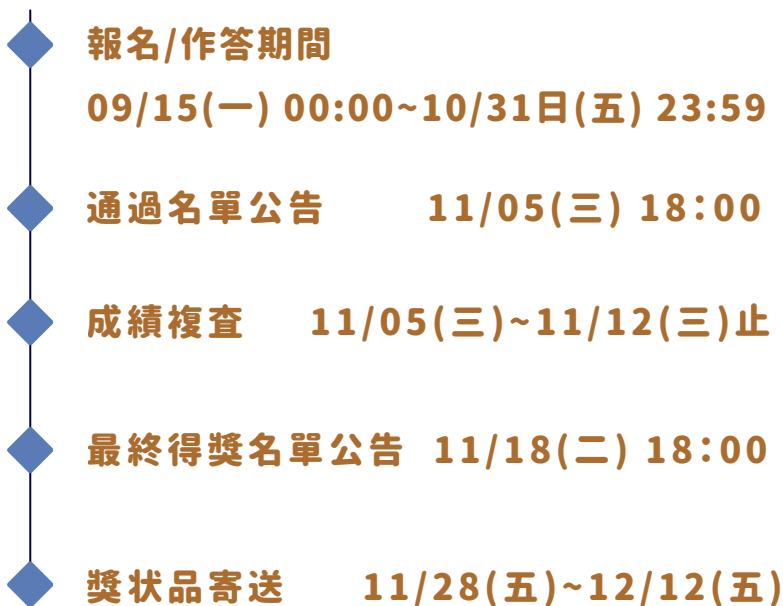 報名/作答期間
09/15(一) 00:00~10/31日(五) 23:59
通過名單公告 11/05(三) 18:00
成績複查 11/05(三)~11/12(三)止
最終得獎名單公告 11/18(二) 18:00
獎状品寄送 11/28(五)~12/12(五)